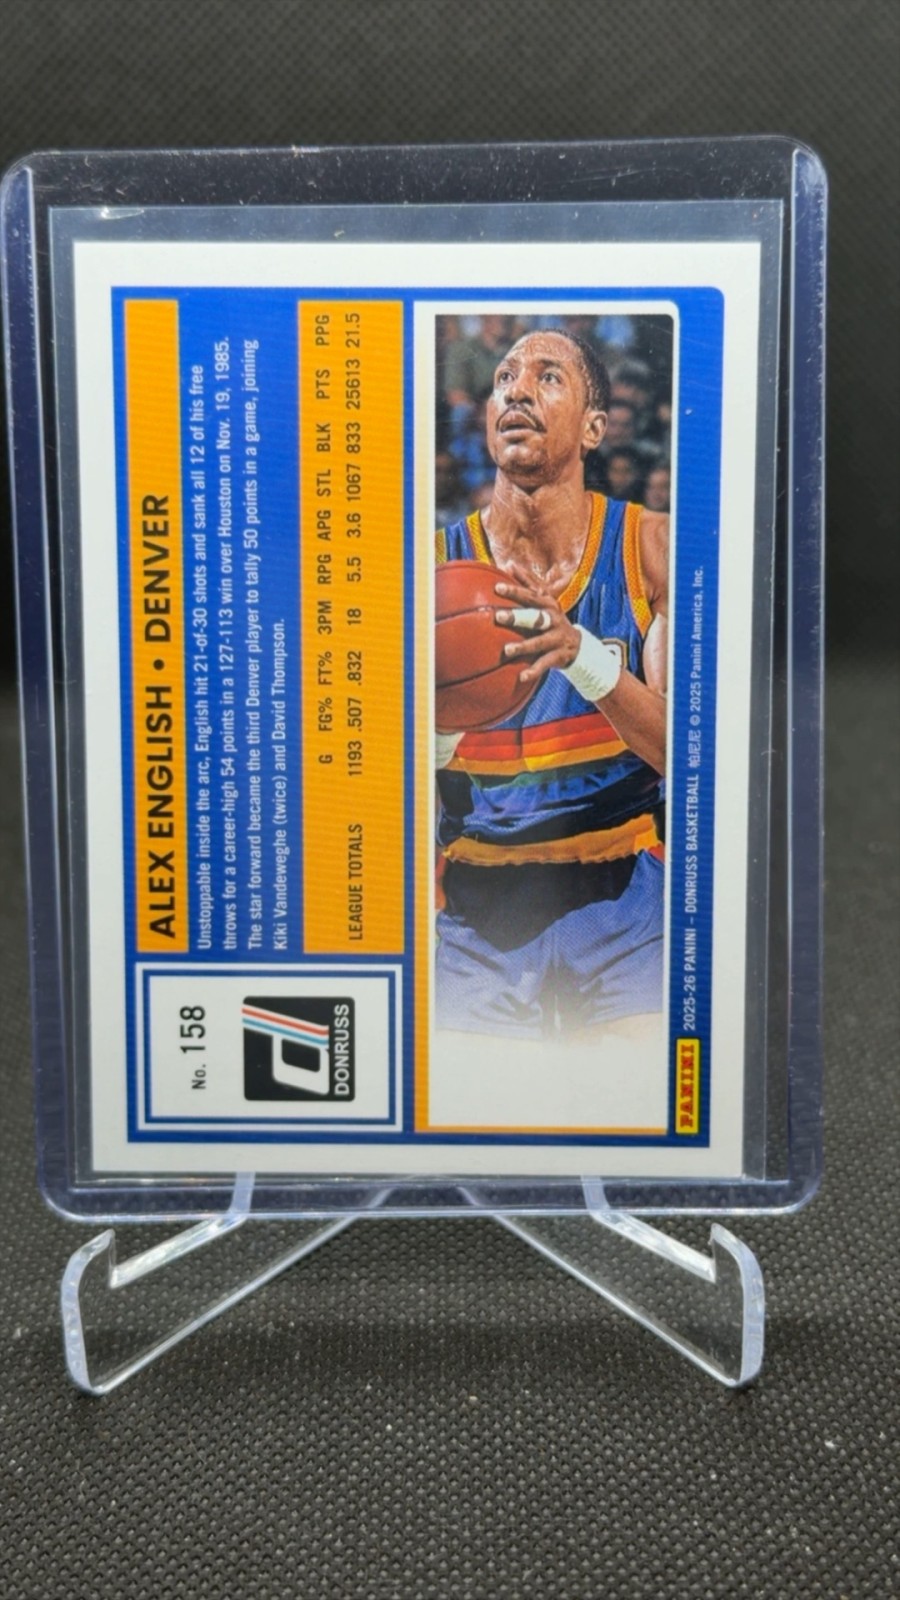 ALEX ENGLISH • DENVER
Unstoppable inside the arc, English hit 21-of-30 shots and sank all 12 of his free
throws for a career-high 54 points in a 127-113 win over Houston on Nov. 19, 1985.
The star forward became the third Denver player to tally 50 points in a game, joining
Kiki Vandeweghe (twice) and David Thompson.
G FG% FT% 3PM RPG APG STL BLK PTS PPG
LEAGUE TOTALS 1193 .507 .832 18 5.5 3.6 1067 833 25613 21.5
No. 158
DONRUSS
PANINI
2025-26 PANINI – DONRUSS BASKETBALL 帕尼尼 © 2025 Panini America, Inc.